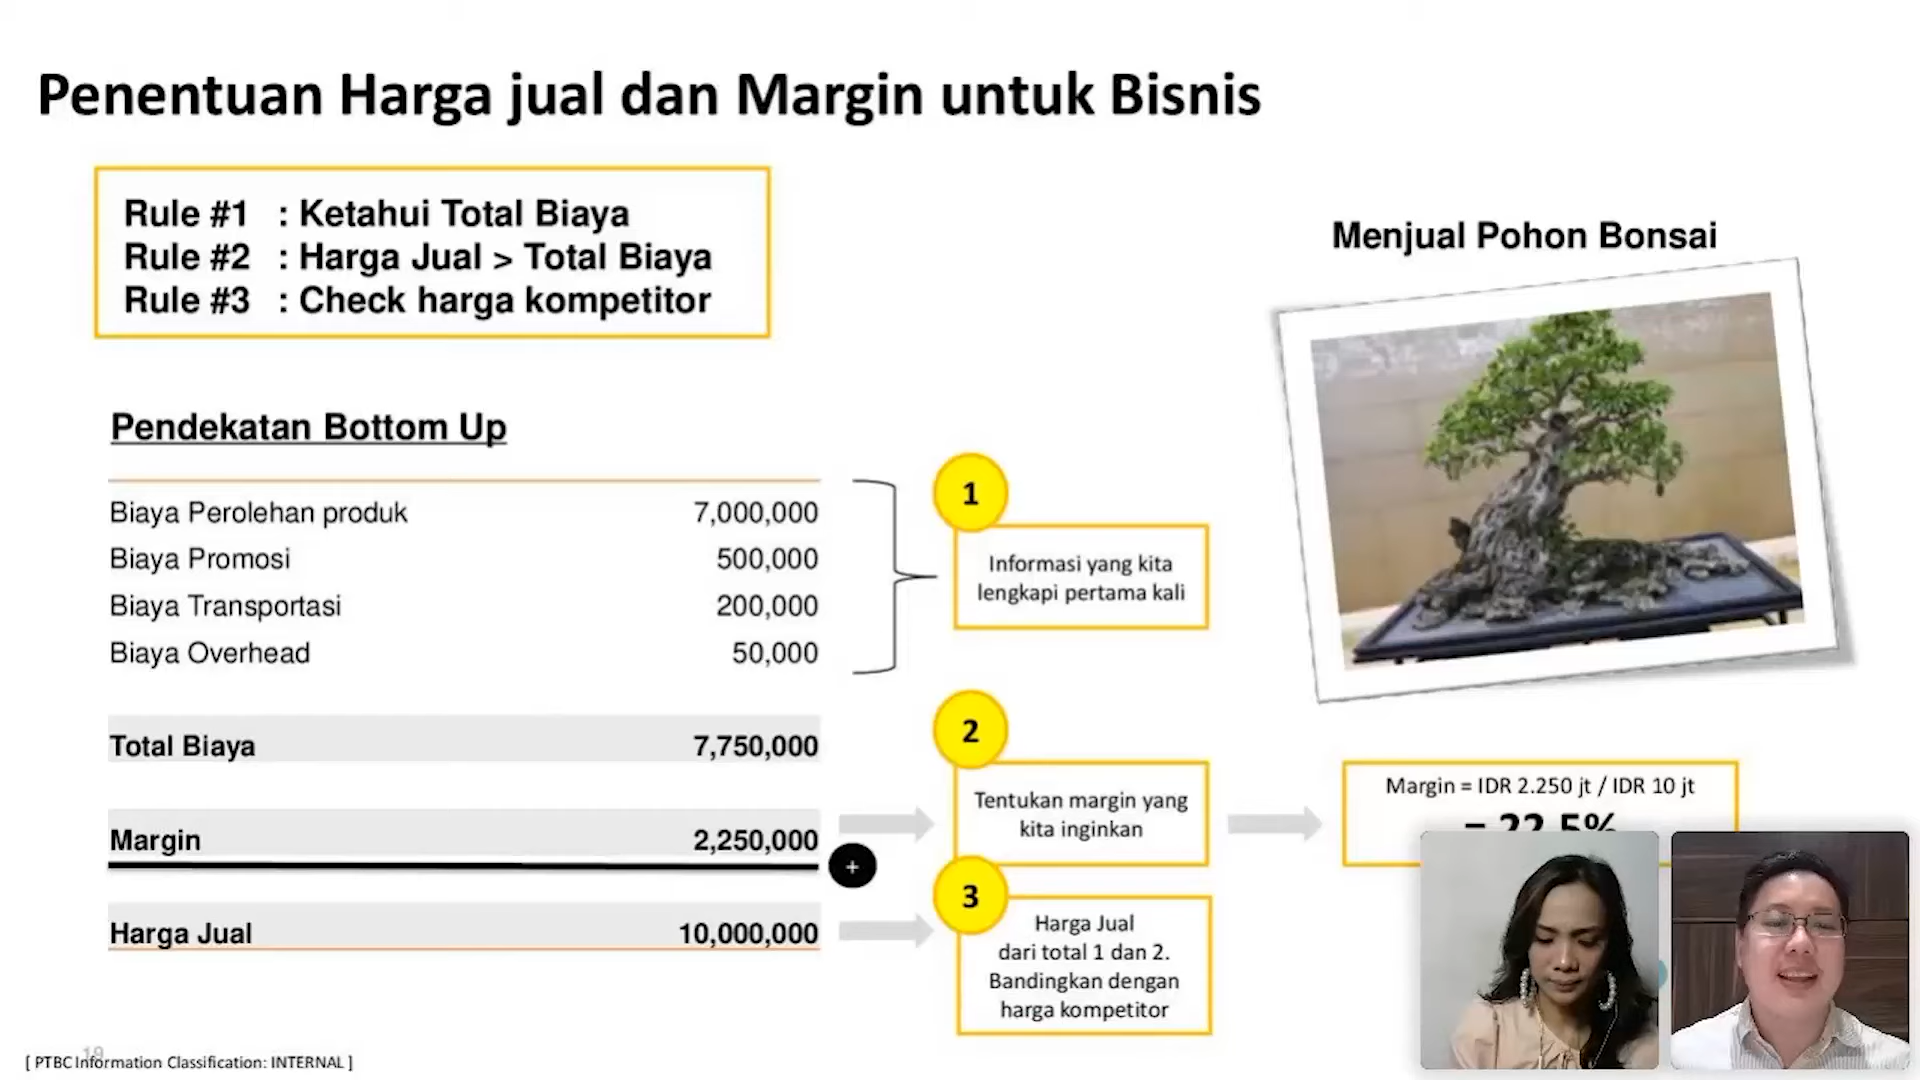 Penentuan Harga jual dan Margin untuk Bisnis
Rule #1 : Ketahui Total Biaya
Rule #2 : Harga Jual > Total Biaya
Rule #3 : Check harga kompetitor
Menjual Pohon Bonsai
Pendekatan Bottom Up
Biaya Perolehan produk 7,000,000
Biaya Promosi 500,000
Biaya Transportasi 200,000
Biaya Overhead 50,000
1
Informasi yang kita
lengkapi pertama kali
Total Biaya 7,750,000
Margin 2,250,000
+
Harga Jual 10,000,000
2
Tentukan margin yang
kita inginkan
Margin = IDR 2.250 jt / IDR 10 jt
= 22.5%
3
Harga Jual
dari total 1 dan 2.
Bandingkan dengan
harga kompetitor
19
[ PTBC Information Classification: INTERNAL ]